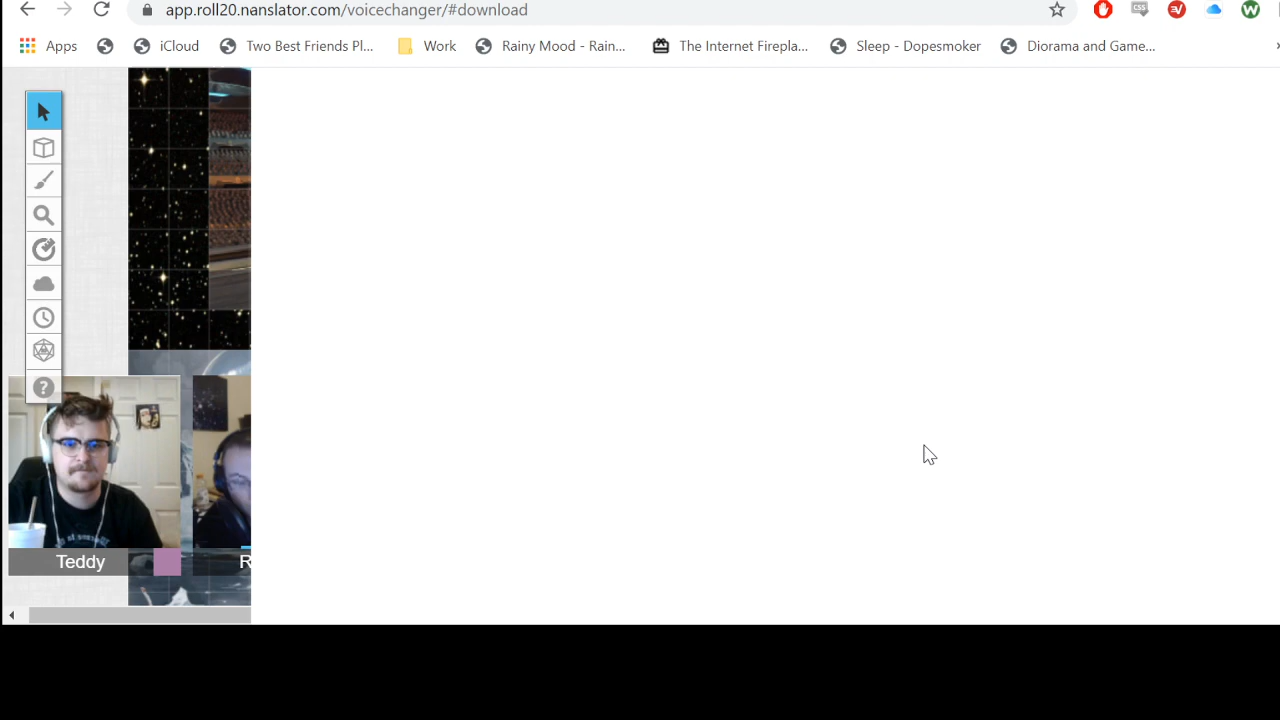 app.roll20.nanslator.com/voicechanger/#download
Apps iCloud Two Best Friends Pl... Work Rainy Mood - Rain... The Internet Firepla... Sleep - Dopesmoker Diorama and Game...
Teddy R